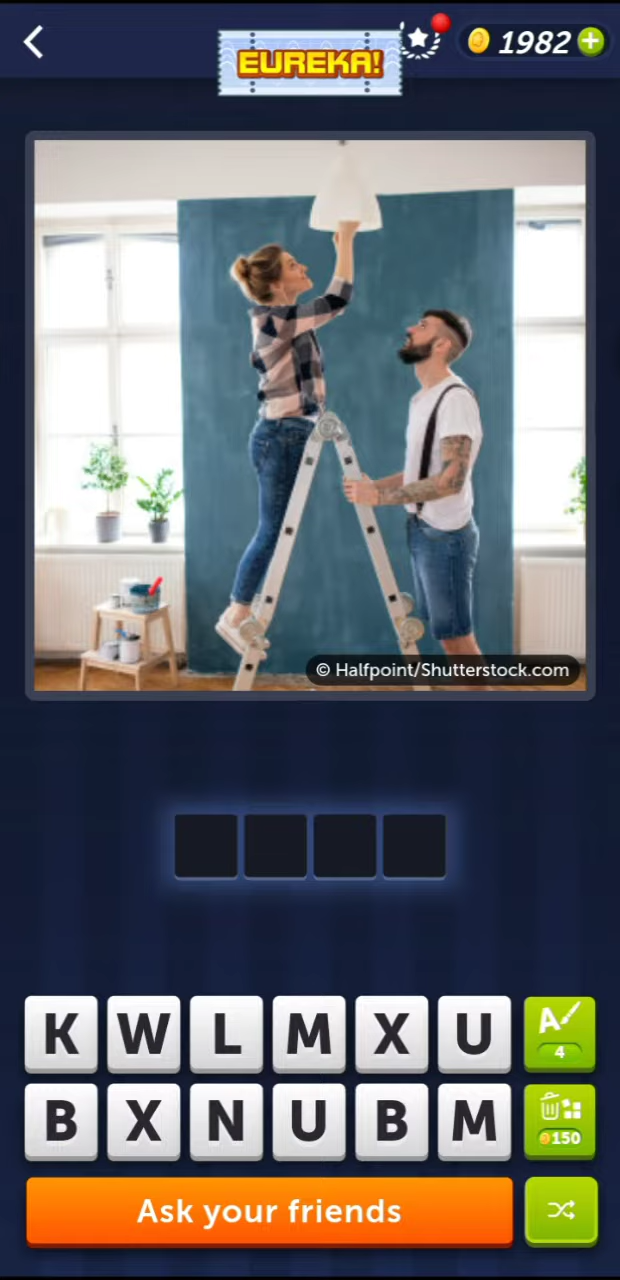 EUREKA!
1982
© Halfpoint/Shutterstock.com
K W L M X U
A
4
B X N U B M
150
Ask your friends